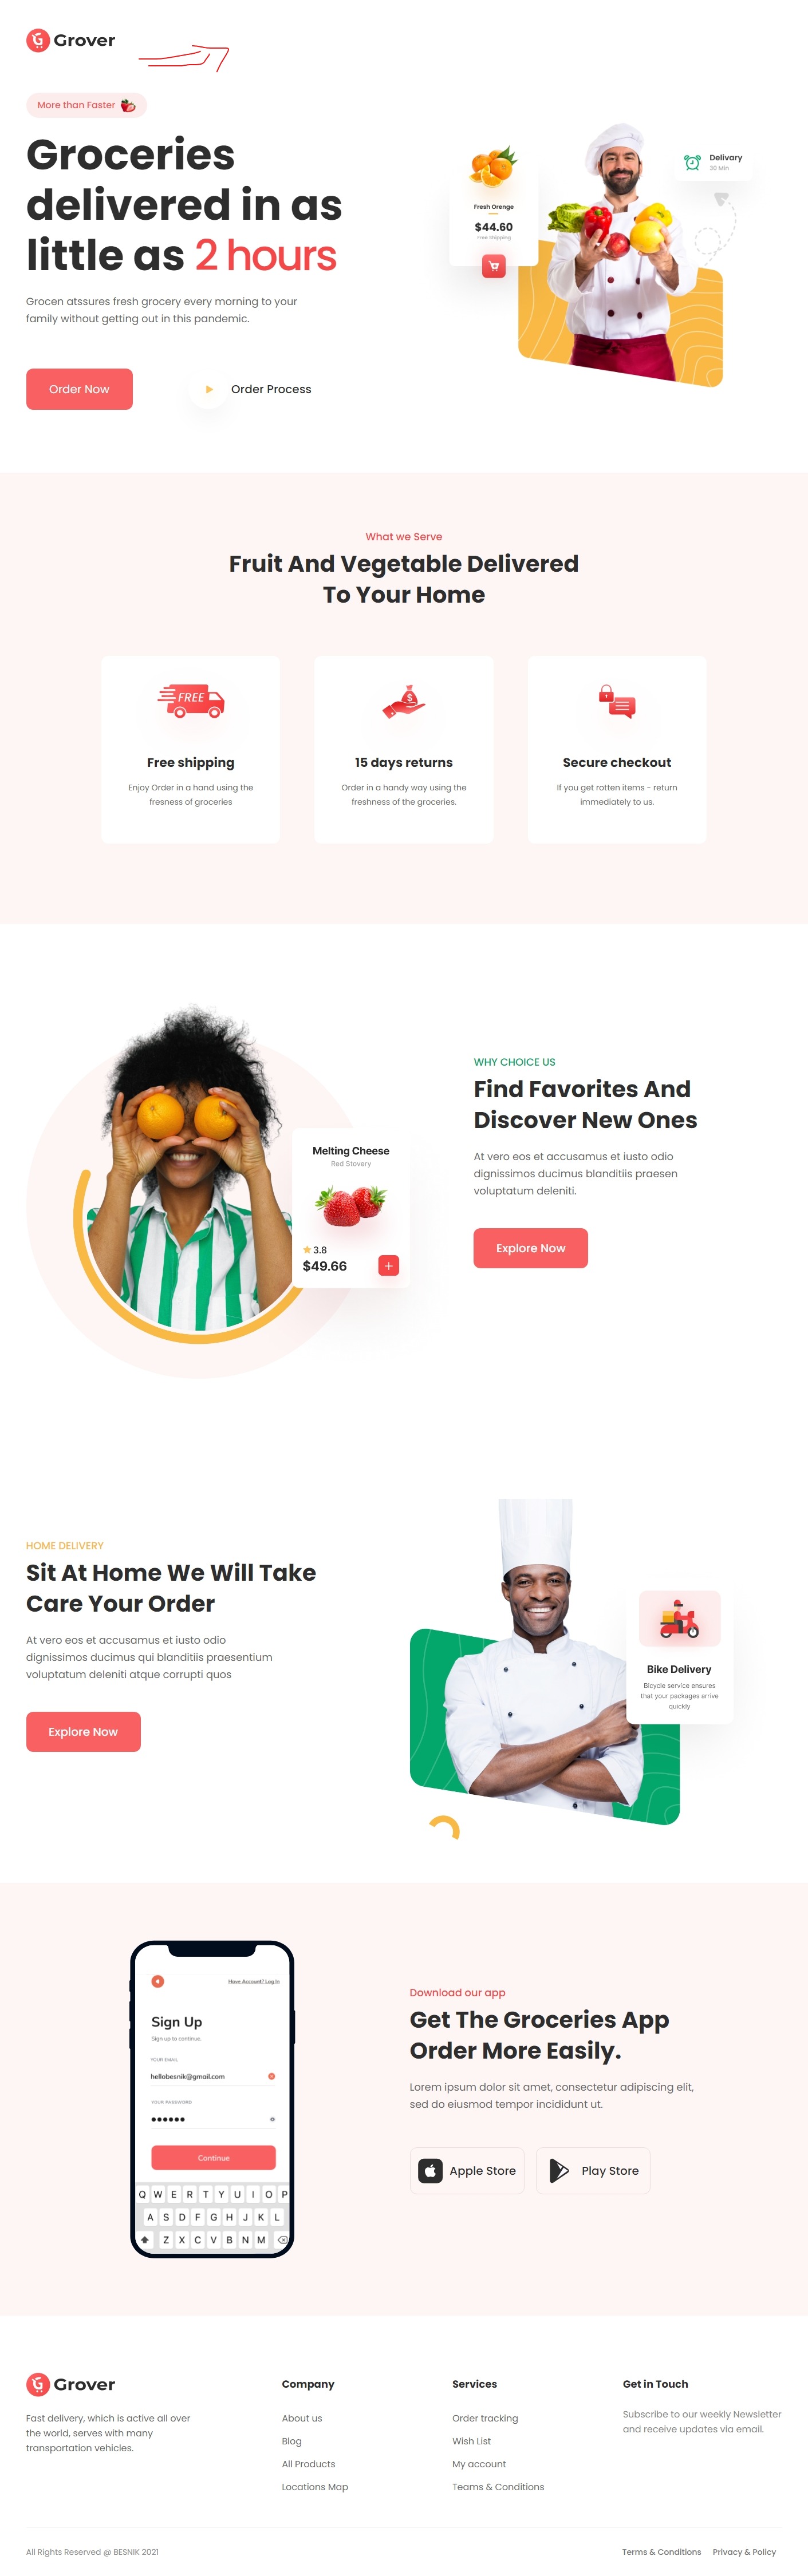 Grover
More than Faster
Groceries
delivered in as
little as 2 hours
Grocen atssures fresh grocery every morning to your
family without getting out in this pandemic.
Order Now
Order Process
Fresh Orenge
$44.60
Free Shipping
Delivary
30 Min
What we Serve
Fruit And Vegetable Delivered
To Your Home
FREE
Free shipping
Enjoy Order in a hand using the
fresness of groceries
$
15 days returns
Order in a handy way using the
freshness of the groceries.
Secure checkout
If you get rotten items - return
immediately to us.
Melting Cheese
Red Stovery
3.8
$49.66
WHY CHOICE US
Find Favorites And
Discover New Ones
At vero eos et accusamus et iusto odio
dignissimos ducimus blanditiis praesen
voluptatum deleniti.
Explore Now
HOME DELIVERY
Sit At Home We Will Take
Care Your Order
At vero eos et accusamus et iusto odio
dignissimos ducimus qui blanditiis praesentium
voluptatum deleniti atque corrupti quos
Explore Now
Bike Delivery
Bicycle service ensures
that your packages arrive
quickly
Have Account? Log In
Sign Up
Sign up to continue.
YOUR EMAIL
hellobesnik@gmail.com
YOUR PASSWORD
Continue
Q W E R T Y U I O P
A S D F G H J K L
Z X C V B N M
Download our app
Get The Groceries App
Order More Easily.
Lorem ipsum dolor sit amet, consectetur adipiscing elit,
sed do eiusmod tempor incididunt ut.
Apple Store
Play Store
Grover
Fast delivery, which is active all over
the world, serves with many
transportation vehicles.
Company
About us
Blog
All Products
Locations Map
Services
Order tracking
Wish List
My account
Teams & Conditions
Get in Touch
Subscribe to our weekly Newsletter
and receive updates via email.
All Rights Reserved @ BESNIK 2021
Terms & Conditions
Privacy & Policy